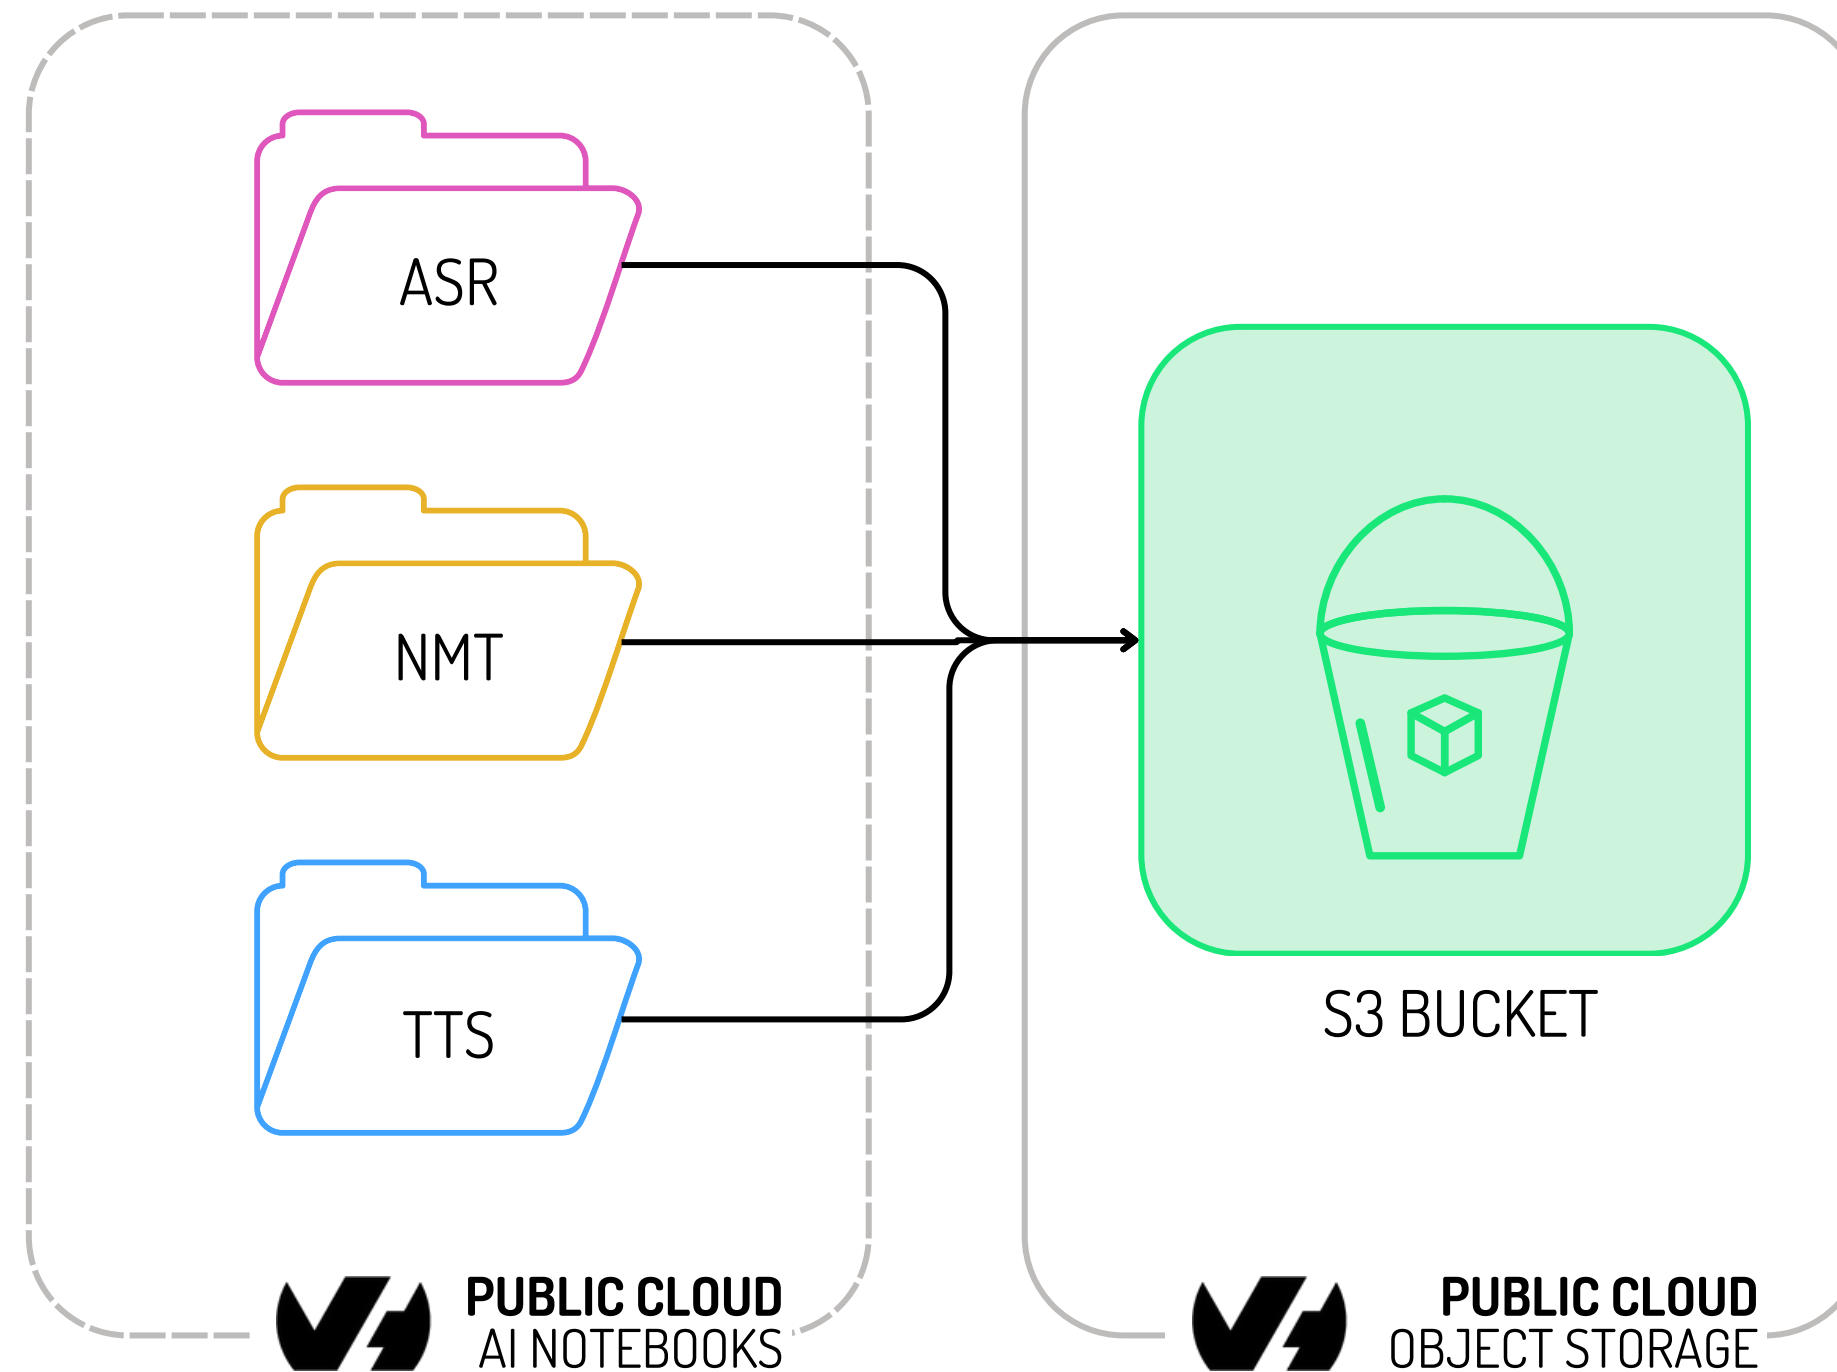 ASR
NMT
TTS
S3 BUCKET
PUBLIC CLOUD
AI NOTEBOOKS
PUBLIC CLOUD
OBJECT STORAGE